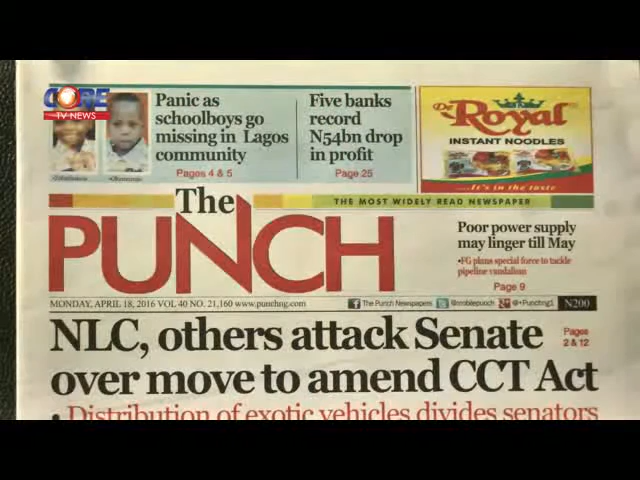 CORE
TV NEWS
Panic as
schoolboys go
missing in Lagos
community
Pages 4 & 5
Five banks
record
N54bn drop
in profit
Page 25
De
Royal
INSTANT NOODLES
...It's in the taste
The
PUNCH
THE MOST WIDELY READ NEWSPAPER
Poor power supply
may linger till May
•FG plans special force to tackle
pipeline vandalism
Page 9
MONDAY, APRIL 18, 2016 VOL 40 NO. 21,160 www.punchng.com
The Punch Newspapers
@mobilepunch
@+Punchng1
N200
NLC, others attack Senate
over move to amend CCT Act
Pages
2 & 12
• Distribution of exotic vehicles divides senators